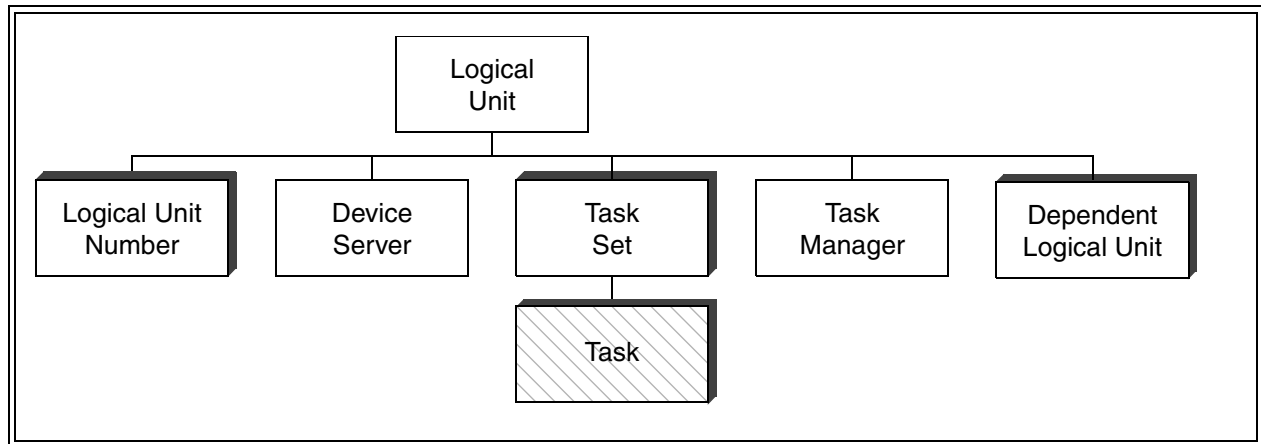 Logical
Unit
Logical Unit
Number
Device
Server
Task
Set
Task
Manager
Dependent
Logical Unit
Task